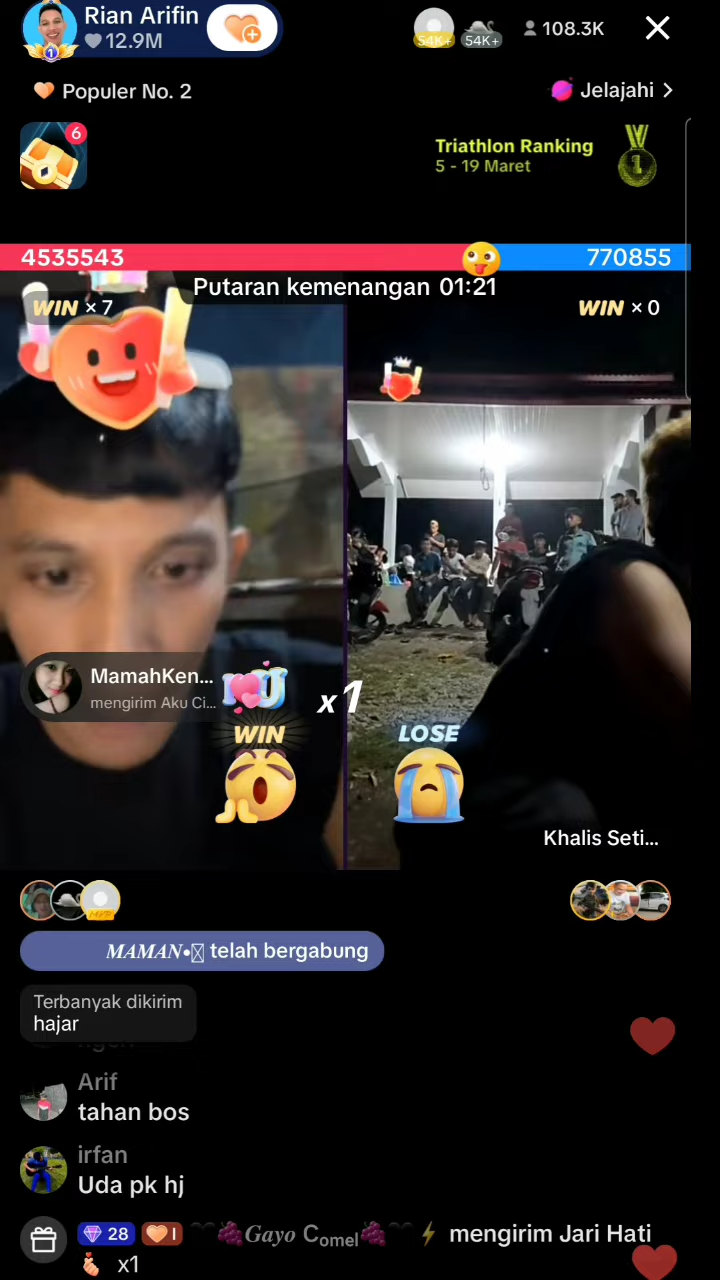 Rian Arifin
12.9M
54K+
54K+
108.3K
Populer No. 2
Jelajahi
6
Triathlon Ranking
5 - 19 Maret
1
4535543
770855
Putaran kemenangan 01:21
WIN × 7
WIN × 0
MamahKen...
mengirim Aku Ci...
x1
WIN
LOSE
Khalis Seti...
MAMAN• telah bergabung
Terbanyak dikirim
hajar
Arif
tahan bos
irfan
Uda pk hj
28 I Gayo Comel mengirim Jari Hati
x1